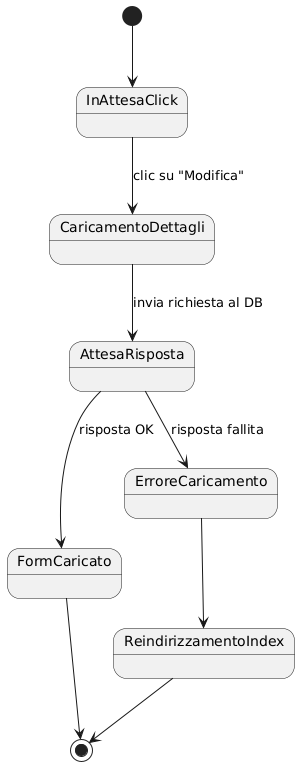 InAttesaClick
clic su "Modifica"
CaricamentoDettagli
invia richiesta al DB
AttesaRisposta
risposta OK
risposta fallita
ErroreCaricamento
FormCaricato
ReindirizzamentoIndex